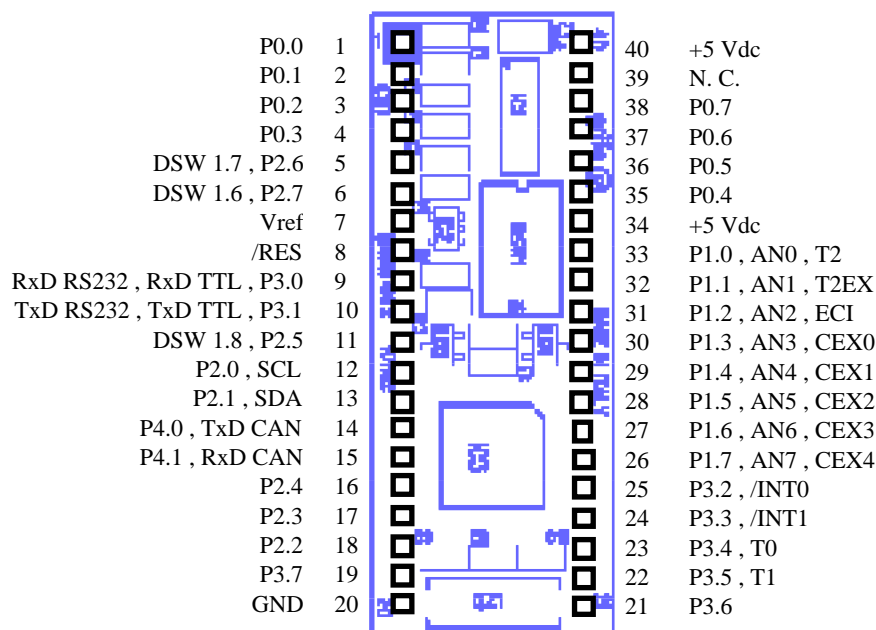 P0.0 1 40 +5 Vdc
P0.1 2 39 N. C.
P0.2 3 38 P0.7
P0.3 4 37 P0.6
DSW 1.7 , P2.6 5 36 P0.5
DSW 1.6 , P2.7 6 35 P0.4
Vref 7 34 +5 Vdc
/RES 8 33 P1.0 , AN0 , T2
RxD RS232 , RxD TTL , P3.0 9 32 P1.1 , AN1 , T2EX
TxD RS232 , TxD TTL , P3.1 10 31 P1.2 , AN2 , ECI
DSW 1.8 , P2.5 11 30 P1.3 , AN3 , CEX0
P2.0 , SCL 12 29 P1.4 , AN4 , CEX1
P2.1 , SDA 13 28 P1.5 , AN5 , CEX2
P4.0 , TxD CAN 14 27 P1.6 , AN6 , CEX3
P4.1 , RxD CAN 15 26 P1.7 , AN7 , CEX4
P2.4 16 25 P3.2 , /INT0
P2.3 17 24 P3.3 , /INT1
P2.2 18 23 P3.4 , T0
P3.7 19 22 P3.5 , T1
GND 20 21 P3.6